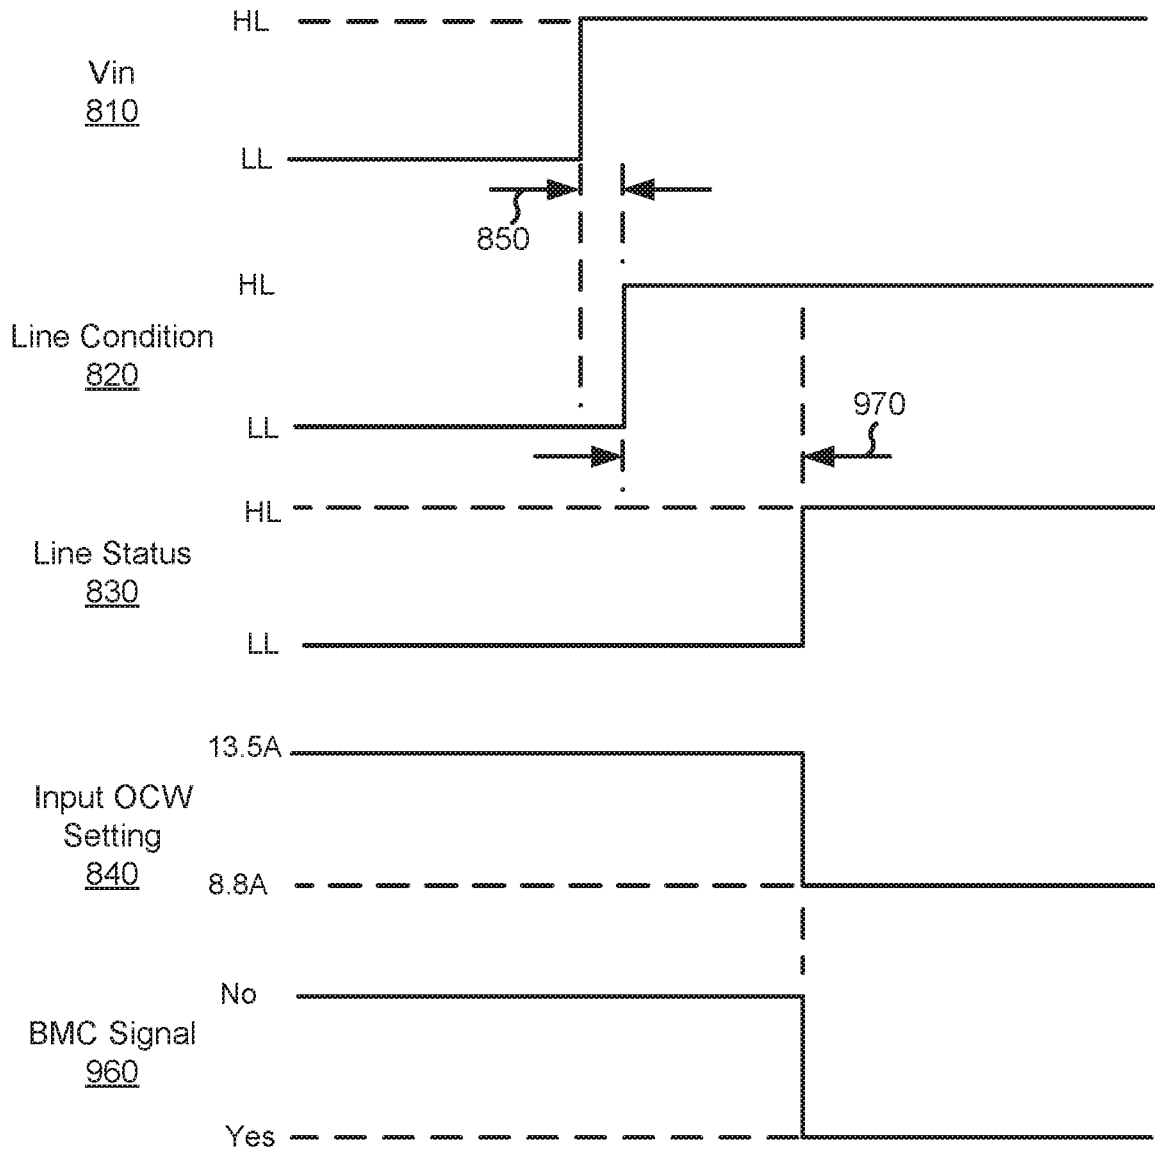 HL
Vin
810
LL
850
HL
Line Condition
820
LL
970
HL
Line Status
830
LL
13.5A
Input OCW
Setting
840
8.8A
No
BMC Signal
960
Yes